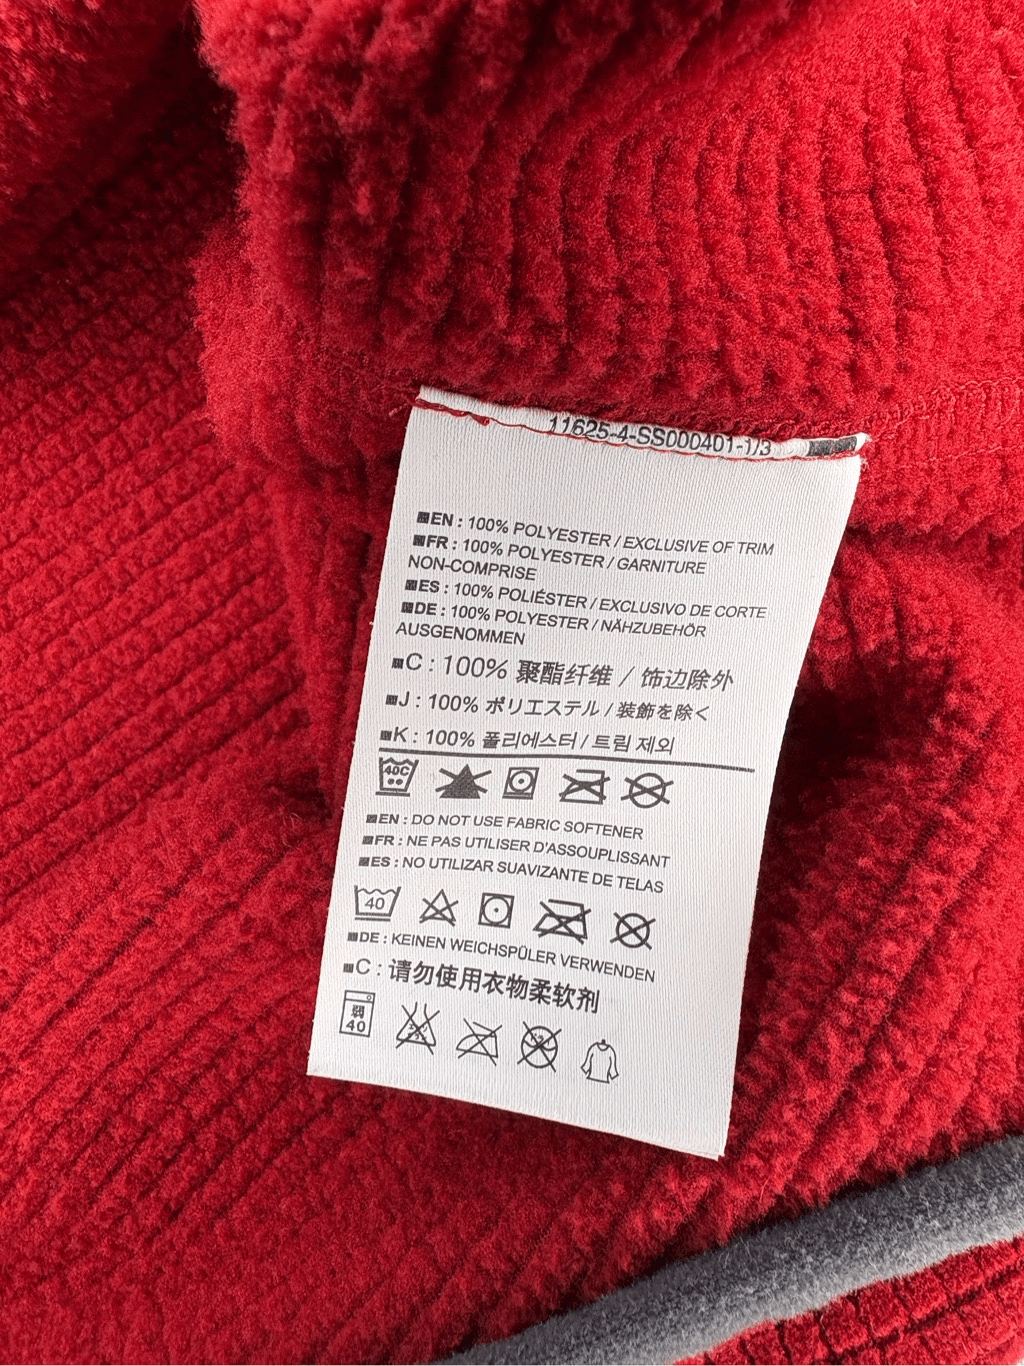 11625-4-SS000401-1/3
EN : 100% POLYESTER / EXCLUSIVE OF TRIM
FR : 100% POLYESTER / GARNITURE
NON-COMPRISE
ES : 100% POLIÉSTER / EXCLUSIVO DE CORTE
DE : 100% POLYESTER / NÄHZUBEHÖR
AUSGENOMMEN
C : 100% 聚酯纤维 / 饰边除外
J : 100% ポリエステル / 装飾を除く
K : 100% 폴리에스터 / 트림 제외
40C
EN : DO NOT USE FABRIC SOFTENER
FR : NE PAS UTILISER D'ASSOUPLISSANT
ES : NO UTILIZAR SUAVIZANTE DE TELAS
40
DE : KEINEN WEICHSPÜLER VERWENDEN
C : 请勿使用衣物柔软剂
弱
40